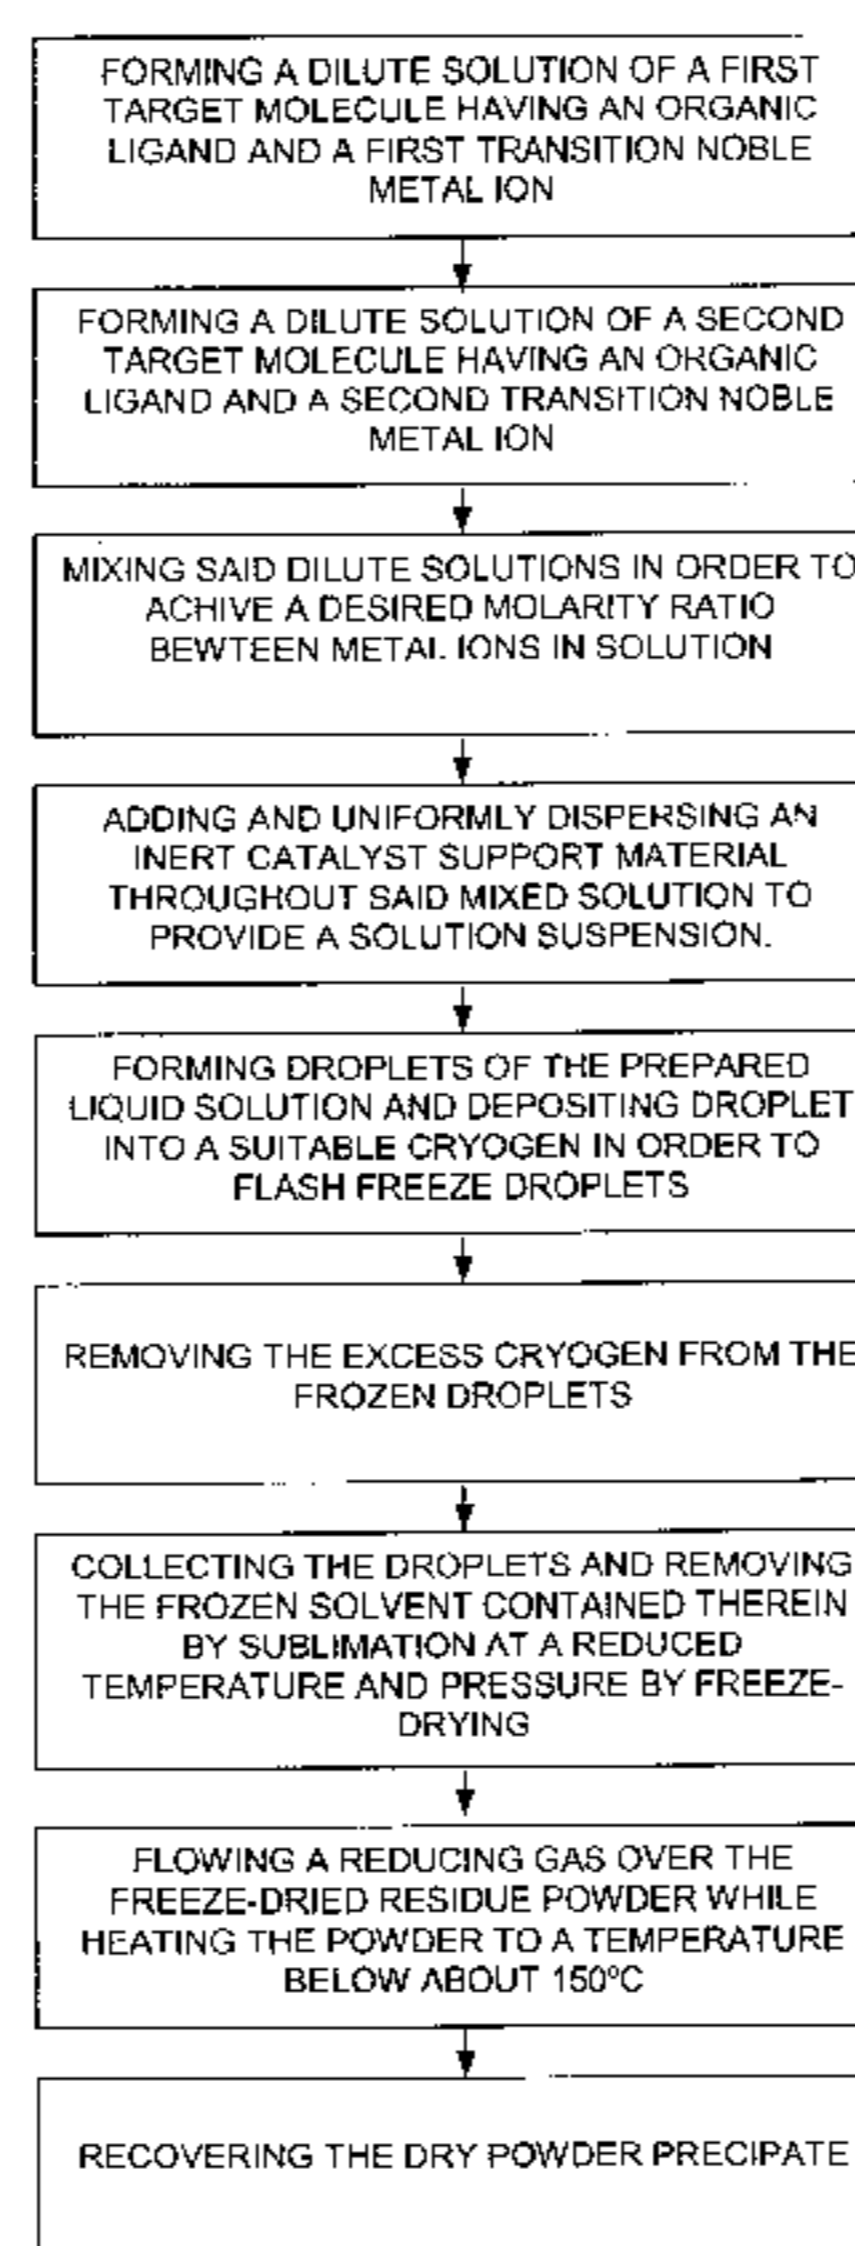 FORMING A DILUTE SOLUTION OF A FIRST
TARGET MOLECULE HAVING AN ORGANIC
LIGAND AND A FIRST TRANSITION NOBLE
METAL ION
FORMING A DILUTE SOLUTION OF A SECOND
TARGET MOLECULE HAVING AN ORGANIC
LIGAND AND A SECOND TRANSITION NOBLE
METAL ION
MIXING SAID DILUTE SOLUTIONS IN ORDER TO
ACHIVE A DESIRED MOLARITY RATIO
BEWTEEN METAL IONS IN SOLUTION
ADDING AND UNIFORMLY DISPERSING AN
INERT CATALYST SUPPORT MATERIAL
THROUGHOUT SAID MIXED SOLUTION TO
PROVIDE A SOLUTION SUSPENSION.
FORMING DROPLETS OF THE PREPARED
LIQUID SOLUTION AND DEPOSITING DROPLET
INTO A SUITABLE CRYOGEN IN ORDER TO
FLASH FREEZE DROPLETS
REMOVING THE EXCESS CRYOGEN FROM THE
FROZEN DROPLETS
COLLECTING THE DROPLETS AND REMOVING
THE FROZEN SOLVENT CONTAINED THEREIN
BY SUBLIMATION AT A REDUCED
TEMPERATURE AND PRESSURE BY FREEZE-
DRYING
FLOWING A REDUCING GAS OVER THE
FREEZE-DRIED RESIDUE POWDER WHILE
HEATING THE POWDER TO A TEMPERATURE
BELOW ABOUT 150ºC
RECOVERING THE DRY POWDER PRECIPATE